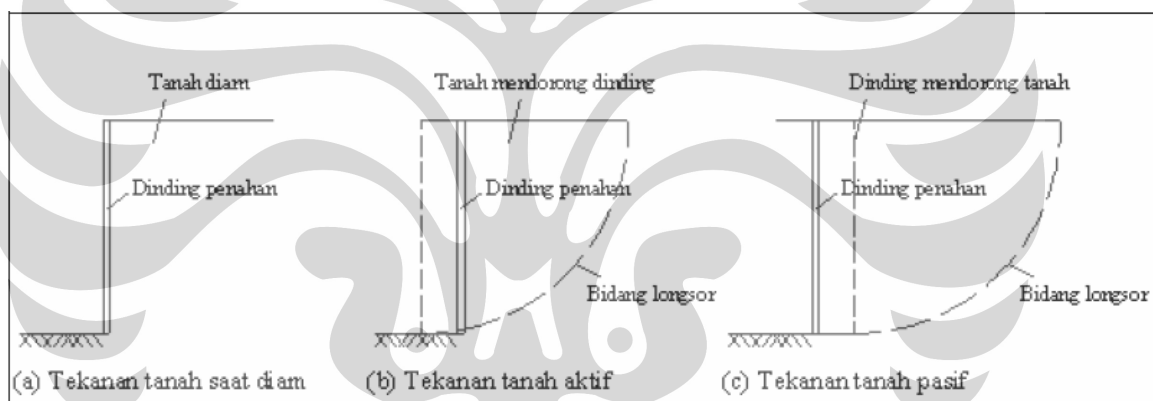 Tanah diam
Dinding penahan
(a) Tekanan tanah saat diam
Tanah mendorong dinding
Dinding penahan
Bidang longsor
(b) Tekanan tanah aktif
Dinding mendorong tanah
Dinding penahan
Bidang longsor
(c) Tekanan tanah pasif